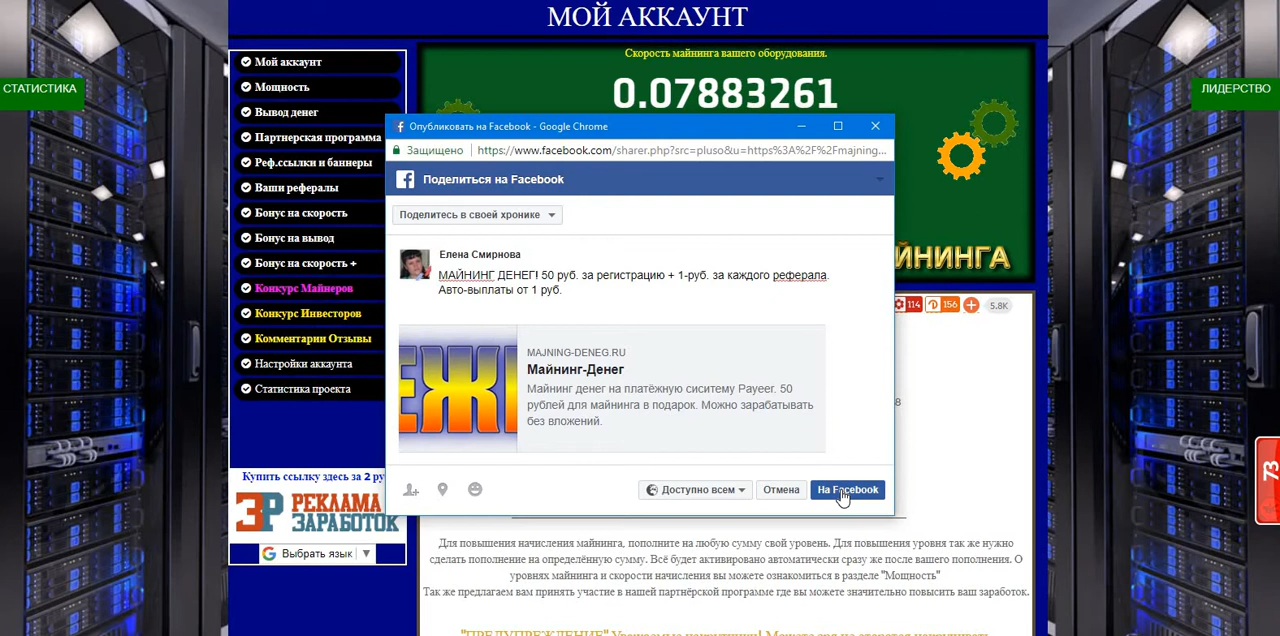 МОЙ АККАУНТ
СТАТИСТИКА
ЛИДЕРСТВО
Мой аккаунт
Мощность
Вывод денег
Партнерская программа
Реф.ссылки и баннеры
Ваши рефералы
Бонус на скорость
Бонус на вывод
Бонус на скорость +
Конкурс Майнеров
Конкурс Инвесторов
Комментарии Отзывы
Настройки аккаунта
Статистика проекта
Купить ссылку здесь за 2 ру
РЕКЛАМА
ЗАРАБОТОК
Выбрать язык
Скорость майнинга вашего оборудования.
0.07883261
ЙНИНГА
Опубликовать на Facebook - Google Chrome
Защищено https://www.facebook.com/sharer.php?src=pluso&u=https%3A%2F%2Fmajning...
Поделиться на Facebook
Поделитесь в своей хронике
Елена Смирнова
МАЙНИНГ ДЕНЕГ! 50 руб. за регистрацию + 1-руб. за каждого реферала.
Авто-выплаты от 1 руб.
ЕЖ
MAJNING-DENEG.RU
Майнинг-Денег
Майнинг денег на платёжную сиситему Payeer. 50
рублей для майнинга в подарок. Можно зарабатывать
без вложений.
Доступно всем Отмена На Facebook
114 156 5.8K
8
73
Для повышения начисления майнинга, пополните на любую сумму свой уровень. Для повышения уровня так же нужно
сделать пополнение на определённую сумму. Всё будет активировано автоматически сразу же после вашего пополнения. О
уровнях майнинга и скорости начисления вы можете ознакомиться в разделе "Мощность"
Так же предлагаем вам принять участие в нашей партнёрской программе где вы можете значительно повысить ваш заработок.